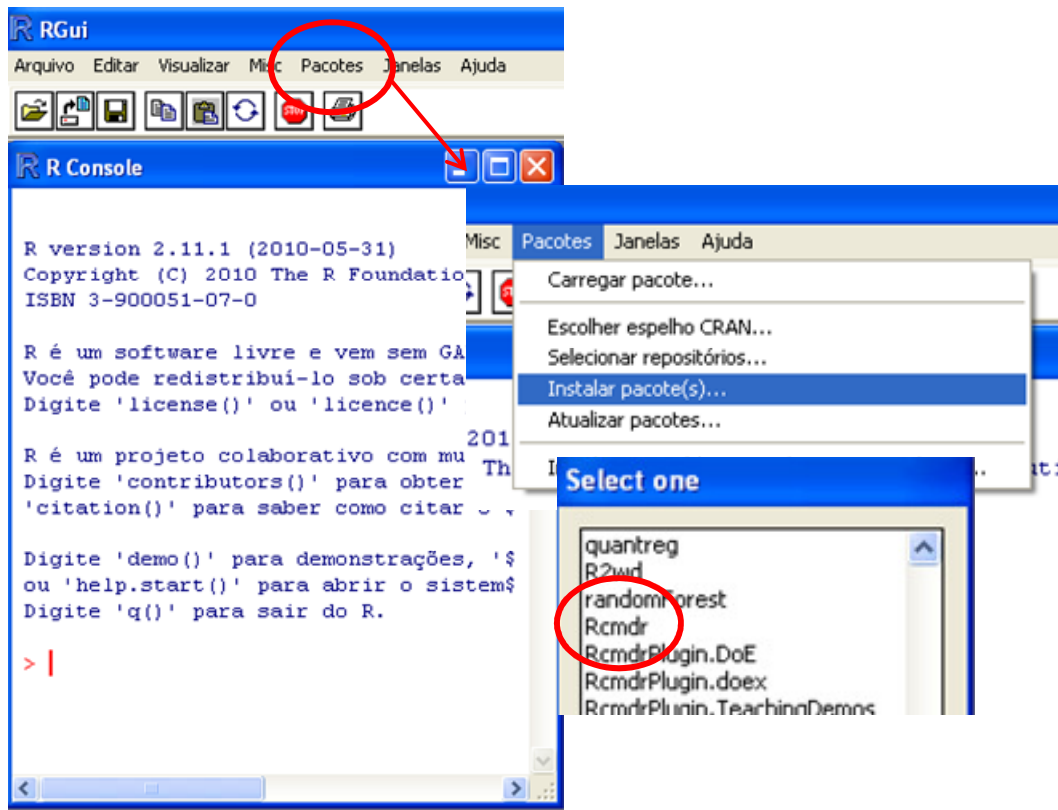 RGui
Arquivo Editar Visualizar Misc Pacotes Janelas Ajuda
STOP
R Console
R version 2.11.1 (2010-05-31)
Copyright (C) 2010 The R Foundatio
ISBN 3-900051-07-0
R é um software livre e vem sem GA
Você pode redistribuí-lo sob certa
Digite 'license()' ou 'licence()'
R é um projeto colaborativo com mu
Digite 'contributors()' para obter
'citation()' para saber como citar
Digite 'demo()' para demonstrações, '$
ou 'help.start()' para abrir o sistem$
Digite 'q()' para sair do R.
>
Misc Pacotes Janelas Ajuda
Carregar pacote...
Escolher espelho CRAN...
Selecionar repositórios...
Instalar pacote(s)...
Atualizar pacotes...
201
Th
Select one
quantreg
R2wd
randomForest
Rcmdr
RcmdrPlugin.DoE
RcmdrPlugin.doex
RcmdrPlugin.TeachingDemos